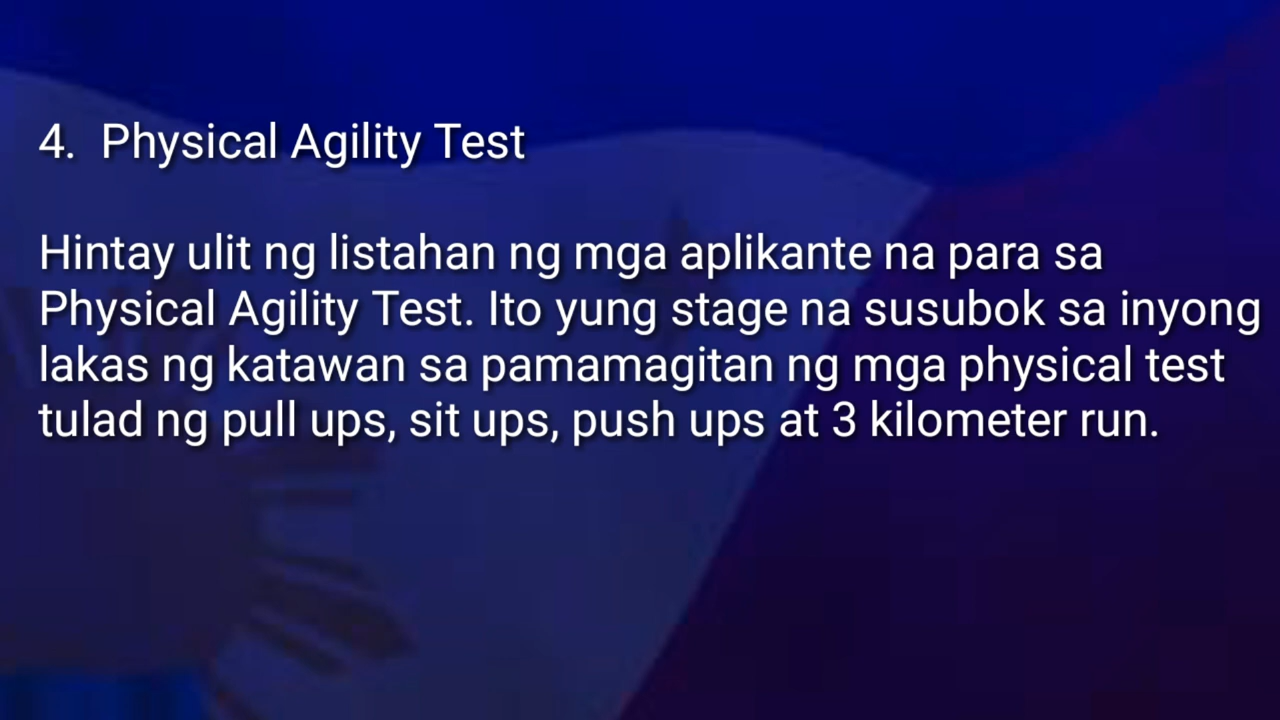 4. Physical Agility Test
Hintay ulit ng listahan ng mga aplikante na para sa
Physical Agility Test. Ito yung stage na susubok sa inyong
lakas ng katawan sa pamamagitan ng mga physical test
tulad ng pull ups, sit ups, push ups at 3 kilometer run.